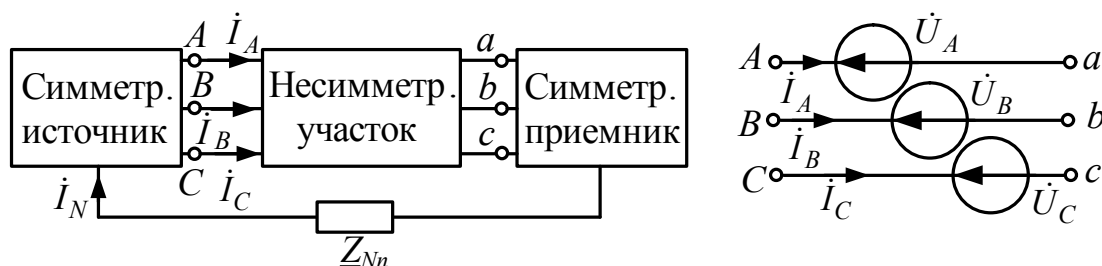 A İ_A a
Симметр. источник
B İ_B b
Несимметр. участок
C İ_C c
Симметр. приемник
İ_N
Z_Nn
A İ_A U̇_A a
B İ_B U̇_B b
C İ_C U̇_C c